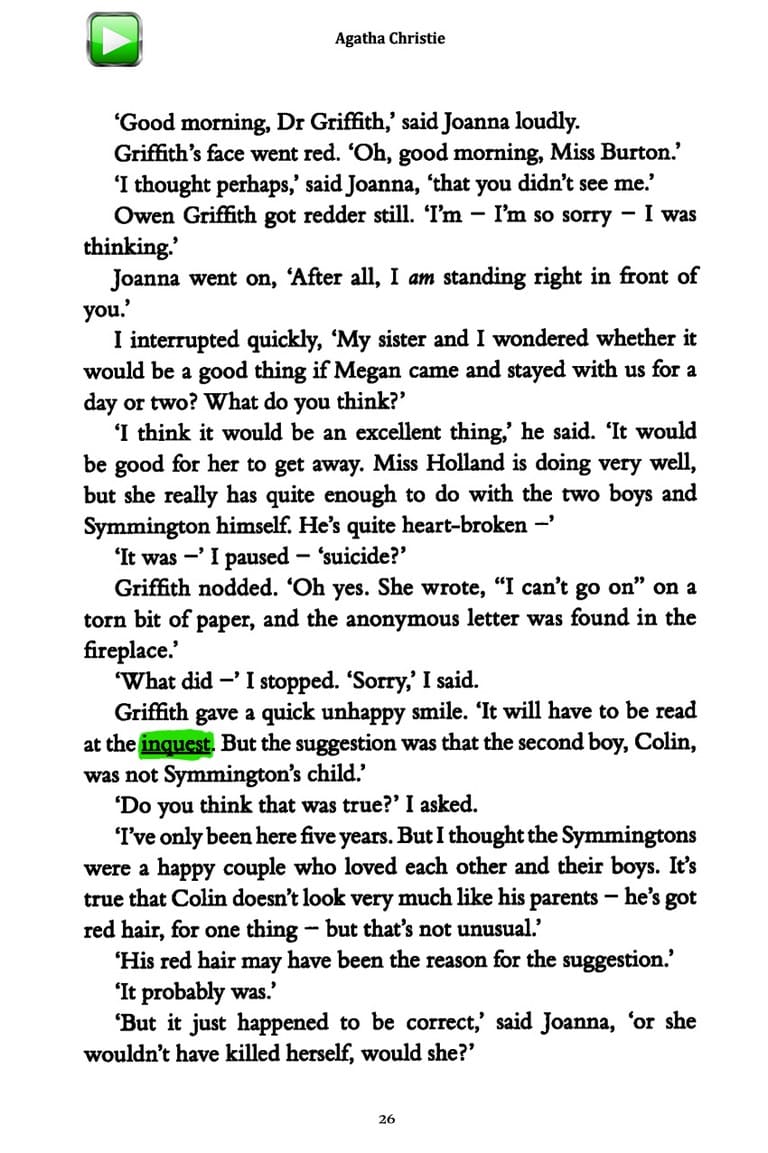 Agatha Christie
‘Good morning, Dr Griffith,’ said Joanna loudly.
Griffith’s face went red. ‘Oh, good morning, Miss Burton.’
‘I thought perhaps,’ said Joanna, ‘that you didn’t see me.’
Owen Griffith got redder still. ‘I’m – I’m so sorry – I was
thinking.’
Joanna went on, ‘After all, I am standing right in front of
you.’
I interrupted quickly, ‘My sister and I wondered whether it
would be a good thing if Megan came and stayed with us for a
day or two? What do you think?’
‘I think it would be an excellent thing,’ he said. ‘It would
be good for her to get away. Miss Holland is doing very well,
but she really has quite enough to do with the two boys and
Symmington himself. He’s quite heart-broken –’
‘It was –’ I paused – ‘suicide?’
Griffith nodded. ‘Oh yes. She wrote, “I can’t go on” on a
torn bit of paper, and the anonymous letter was found in the
fireplace.’
‘What did –’ I stopped. ‘Sorry,’ I said.
Griffith gave a quick unhappy smile. ‘It will have to be read
at the inquest. But the suggestion was that the second boy, Colin,
was not Symmington’s child.’
‘Do you think that was true?’ I asked.
‘I’ve only been here five years. But I thought the Symmingtons
were a happy couple who loved each other and their boys. It’s
true that Colin doesn’t look very much like his parents – he’s got
red hair, for one thing – but that’s not unusual.’
‘His red hair may have been the reason for the suggestion.’
‘It probably was.’
‘But it just happened to be correct,’ said Joanna, ‘or she
wouldn’t have killed herself, would she?’
26